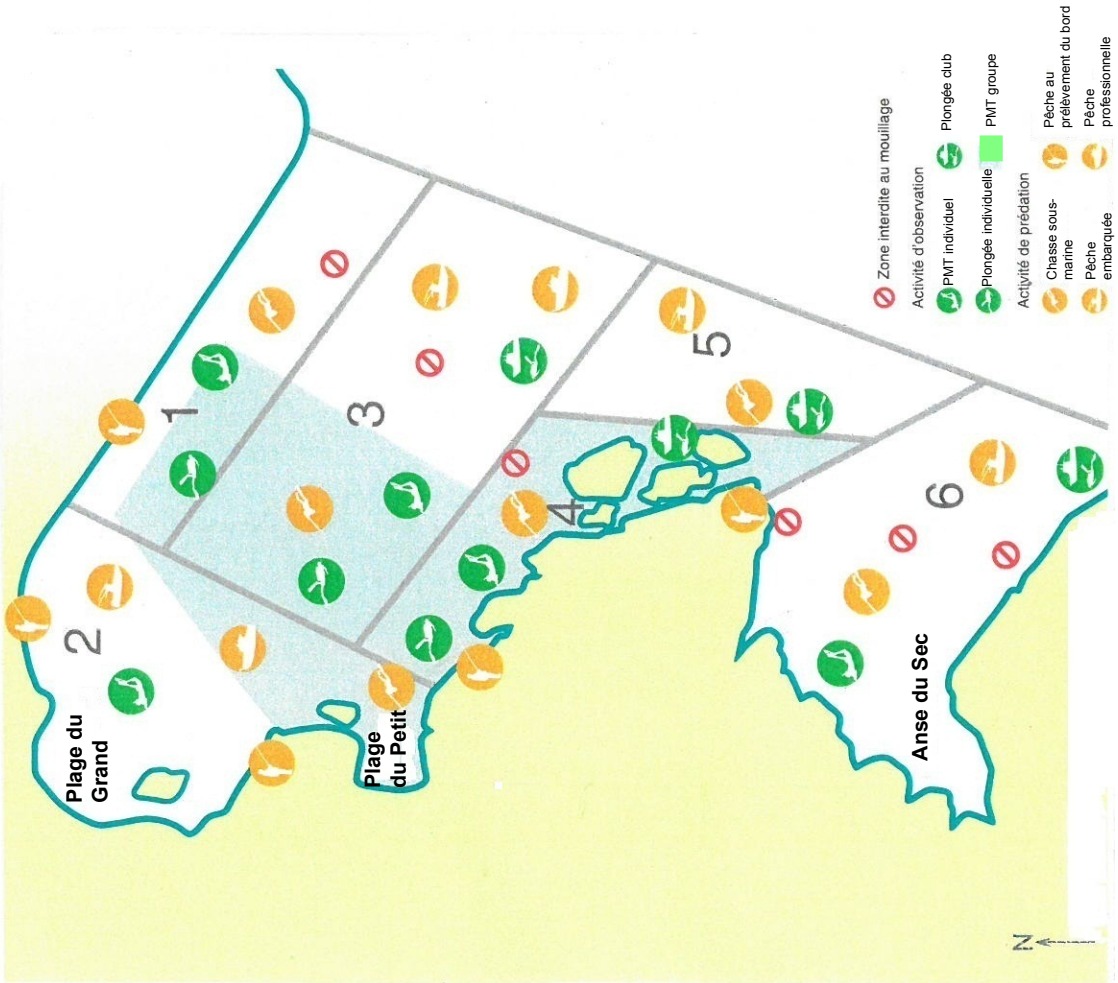 1
2
3
4
5
6
Plage du
Grand
Plage
du Petit
Anse du Sec
N
Zone interdite au mouillage
Activité d'observation
PMT individuel
Plongée club
Plongée individuelle
PMT groupe
Activité de prédation
Chasse sous-
marine
Pêche au
prélèvement du bord
Pêche
embarquée
Pêche
professionnelle